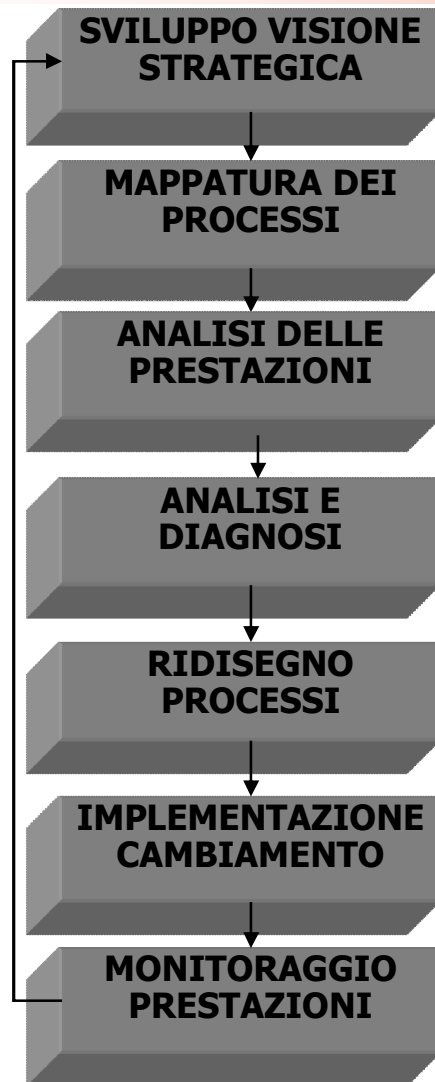 SVILUPPO VISIONE
STRATEGICA
MAPPATURA DEI
PROCESSI
ANALISI DELLE
PRESTAZIONI
ANALISI E
DIAGNOSI
RIDISEGNO
PROCESSI
IMPLEMENTAZIONE
CAMBIAMENTO
MONITORAGGIO
PRESTAZIONI